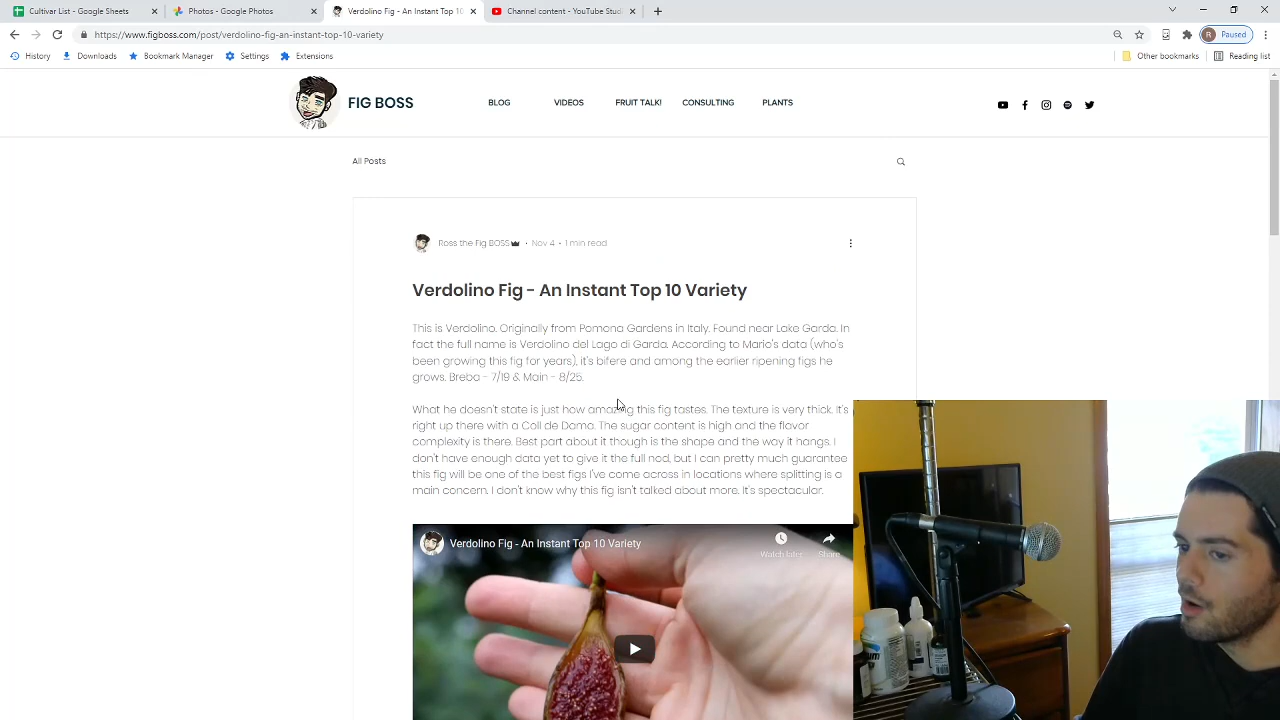 Cultivar List - Google Sheets
Photos - Google Photos
Verdolino Fig - An Instant Top 10
Channel content - YouTube Stud
https://www.figboss.com/post/verdolino-fig-an-instant-top-10-variety
R Paused
History Downloads Bookmark Manager Settings Extensions Other bookmarks Reading list
FIG BOSS BLOG VIDEOS FRUIT TALK! CONSULTING PLANTS
All Posts
Ross the Fig BOSS · Nov 4 · 1 min read
Verdolino Fig - An Instant Top 10 Variety
This is Verdolino. Originally from Pomona Gardens in Italy. Found near Lake Garda. In
fact the full name is Verdolino del Lago di Garda. According to Mario's data (who's
been growing this fig for years), it's bifere and among the earlier ripening figs he
grows. Breba - 7/19 & Main - 8/25.
What he doesn't state is just how amazing this fig tastes. The texture is very thick. It's
right up there with a Coll de Dama. The sugar content is high and the flavor
complexity is there. Best part about it though is the shape and the way it hangs. I
don't have enough data yet to give it the full nod, but I can pretty much guarantee
this fig will be one of the best figs I've come across in locations where splitting is a
main concern. I don't know why this fig isn't talked about more. It's spectacular.
Verdolino Fig - An Instant Top 10 Variety
Watch later Share